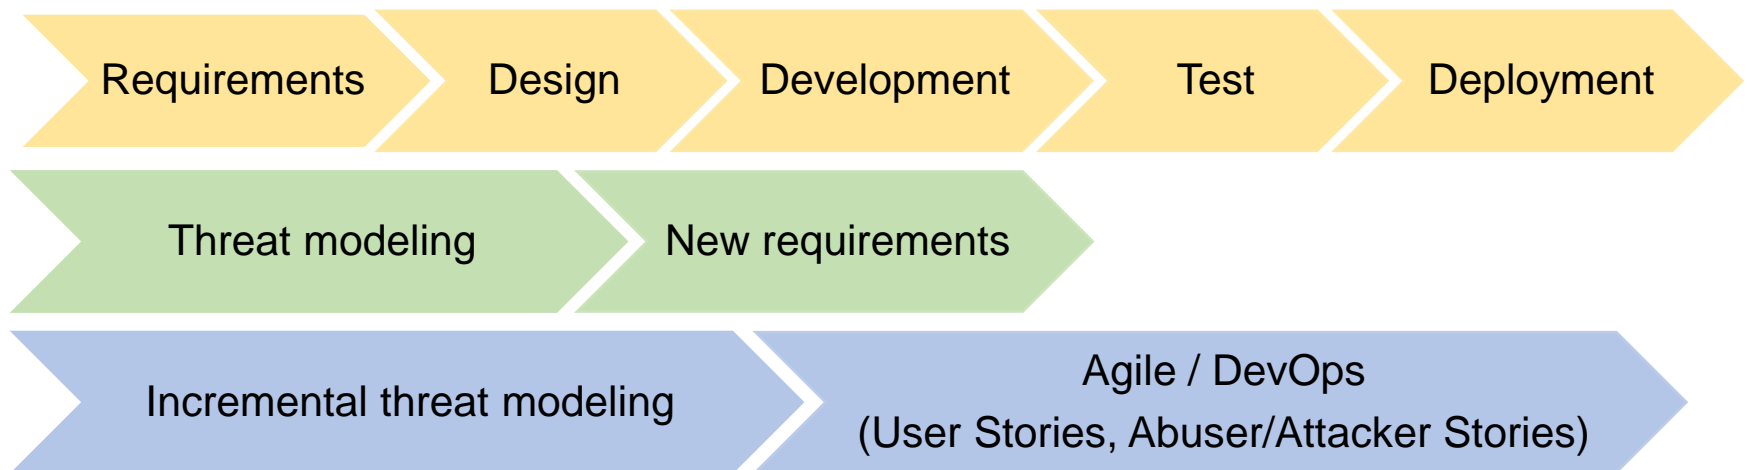 Requirements
Design
Development
Test
Deployment
Threat modeling
New requirements
Incremental threat modeling
Agile / DevOps
(User Stories, Abuser/Attacker Stories)